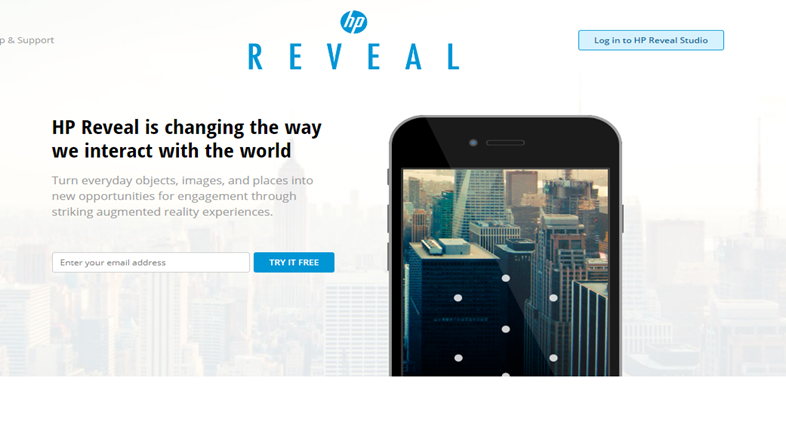 hp
p & Support
REVEAL
Log in to HP Reveal Studio
HP Reveal is changing the way
we interact with the world
Turn everyday objects, images, and places into
new opportunities for engagement through
striking augmented reality experiences.
Enter your email address
TRY IT FREE